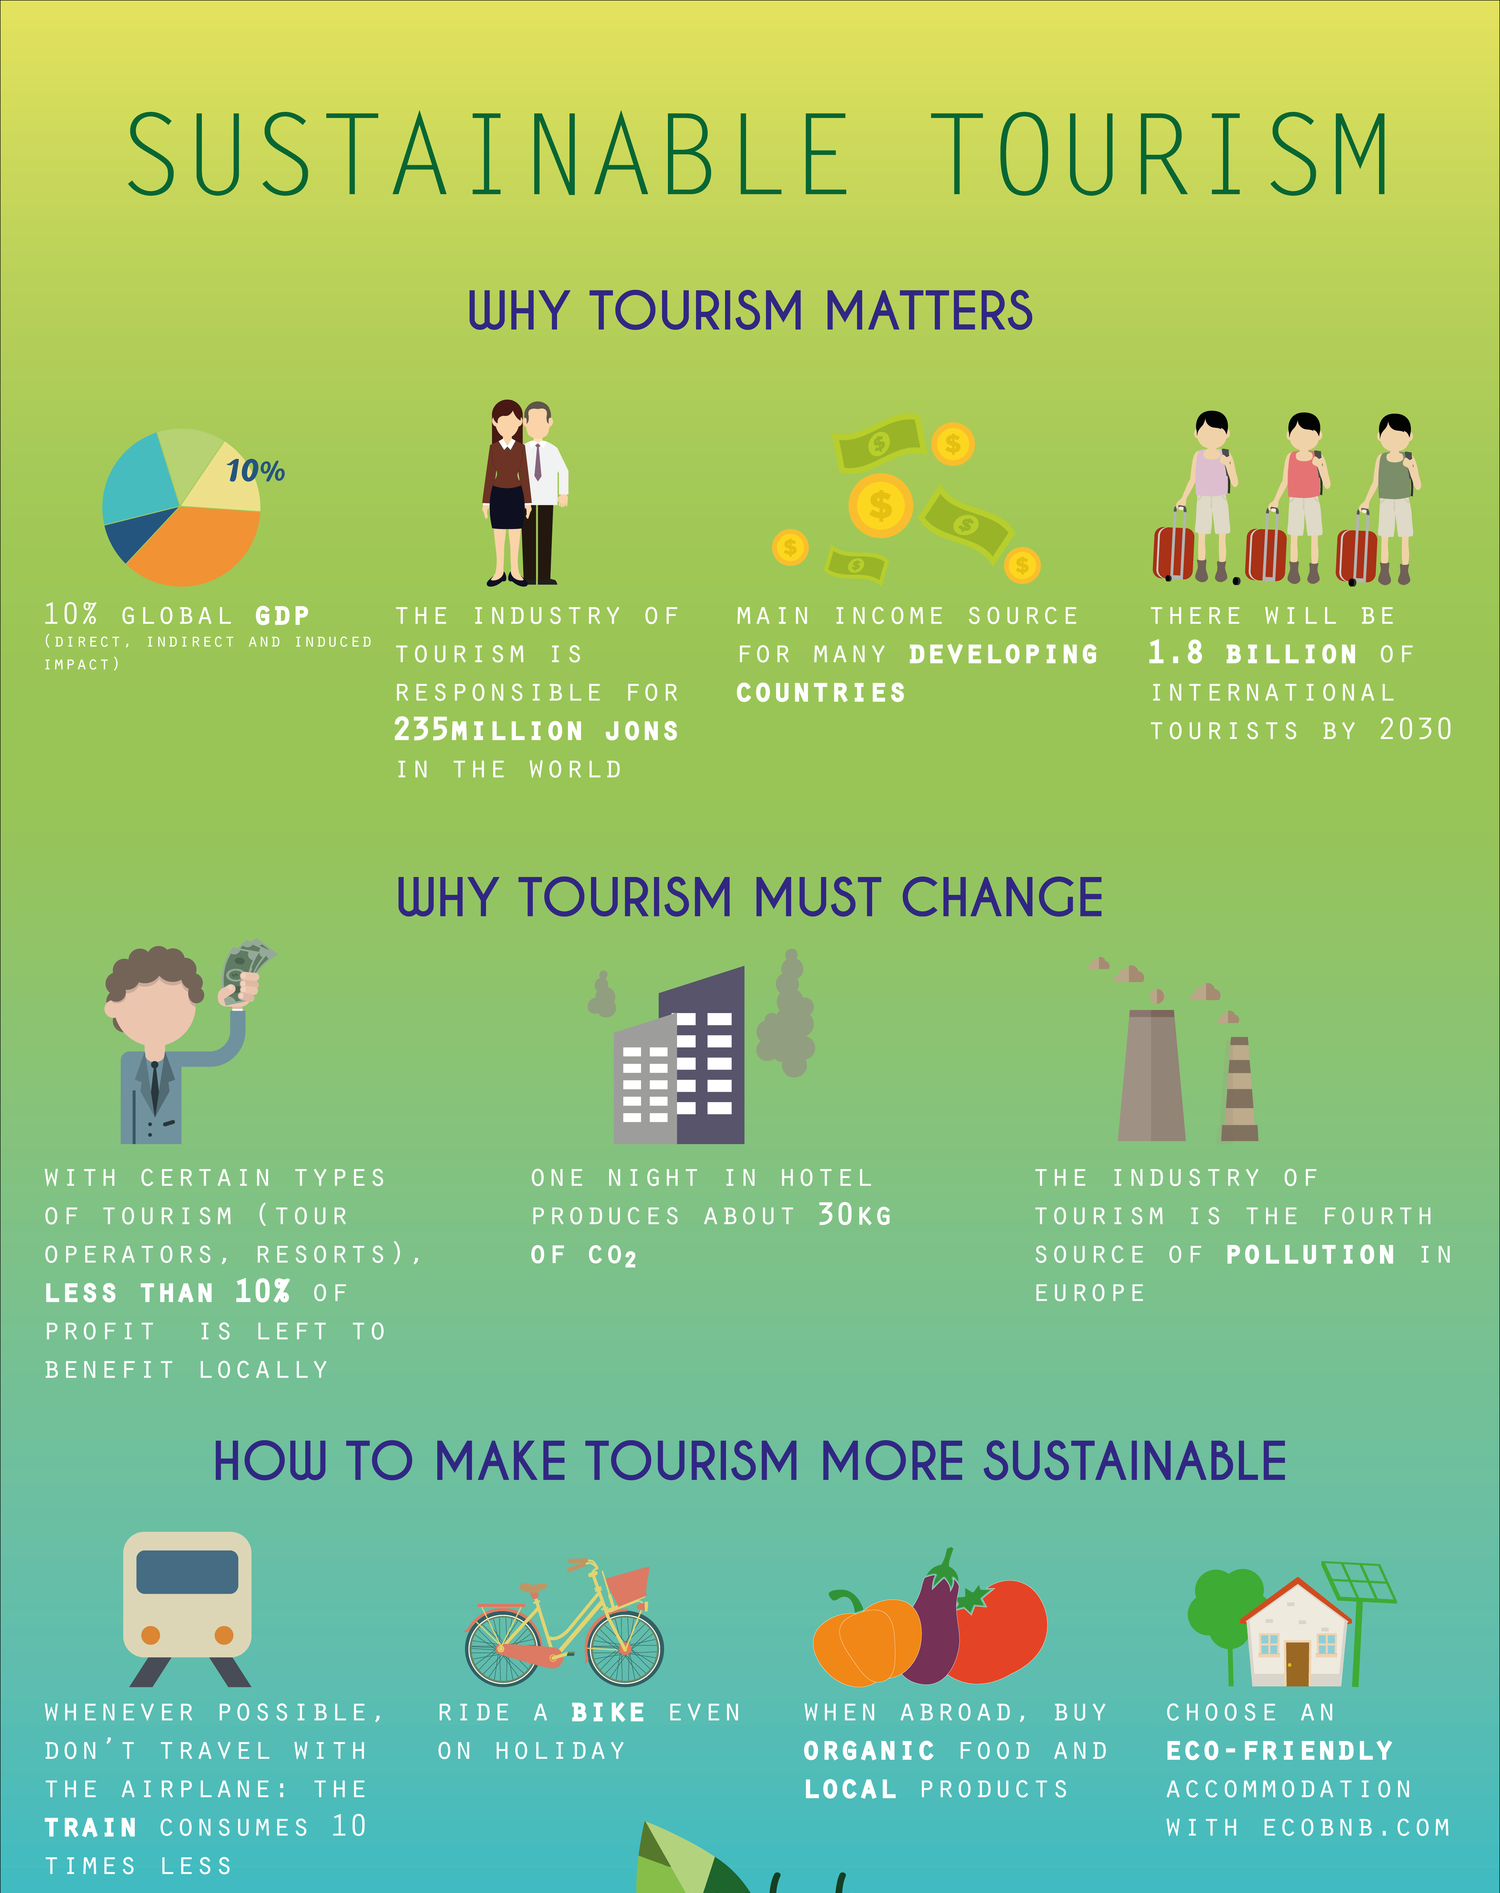 SUSTAINABLE TOURISM
WHY TOURISM MATTERS
10%
10% GLOBAL GDP
(DIRECT, INDIRECT AND INDUCED
IMPACT)
THE INDUSTRY OF
TOURISM IS
RESPONSIBLE FOR
235MILLION JONS
IN THE WORLD
MAIN INCOME SOURCE
FOR MANY DEVELOPING
COUNTRIES
THERE WILL BE
1.8 BILLION OF
INTERNATIONAL
TOURISTS BY 2030
WHY TOURISM MUST CHANGE
WITH CERTAIN TYPES
OF TOURISM (TOUR
OPERATORS, RESORTS),
LESS THAN 10% OF
PROFIT IS LEFT TO
BENEFIT LOCALLY
ONE NIGHT IN HOTEL
PRODUCES ABOUT 30KG
OF CO₂
THE INDUSTRY OF
TOURISM IS THE FOURTH
SOURCE OF POLLUTION IN
EUROPE
HOW TO MAKE TOURISM MORE SUSTAINABLE
WHENEVER POSSIBLE,
DON'T TRAVEL WITH
THE AIRPLANE: THE
TRAIN CONSUMES 10
TIMES LESS
RIDE A BIKE EVEN
ON HOLIDAY
WHEN ABROAD, BUY
ORGANIC FOOD AND
LOCAL PRODUCTS
CHOOSE AN
ECO-FRIENDLY
ACCOMMODATION
WITH ECOBNB.COM